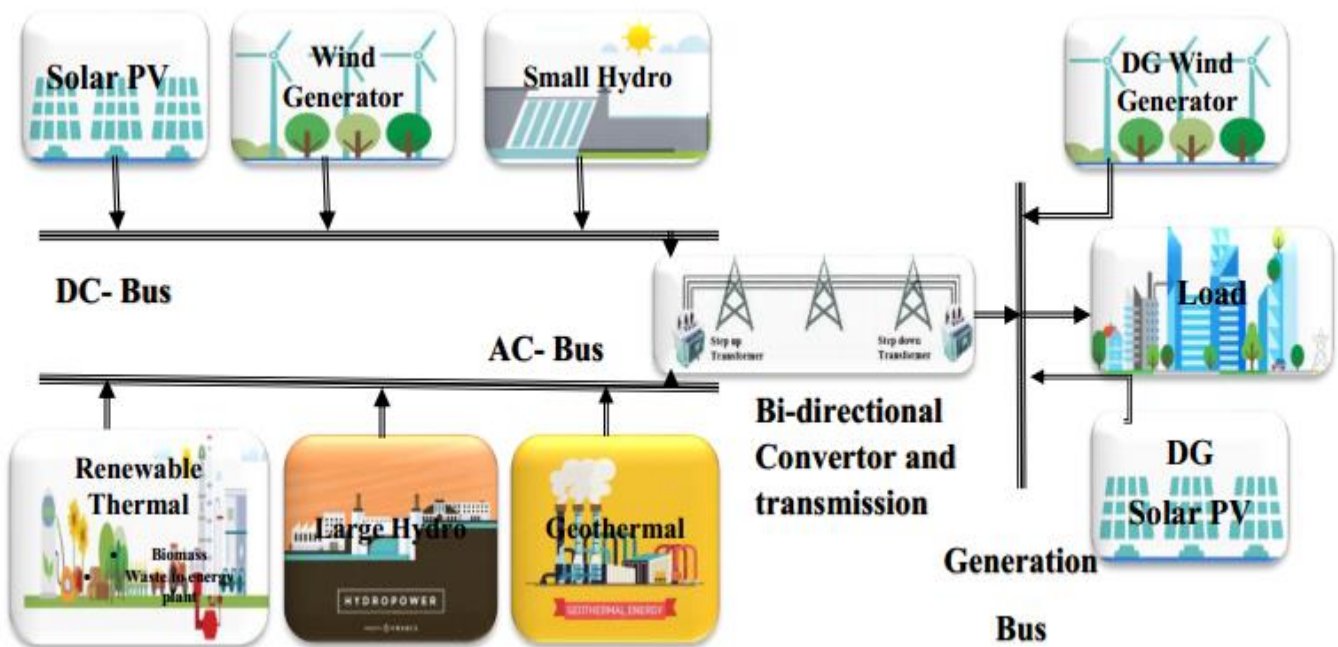 Solar PV
Wind
Generator
Small Hydro
DG Wind
Generator
DC- Bus
AC- Bus
Step up
Transformer
Step down
Transformer
Load
Bi-directional
Convertor and
transmission
Renewable
Thermal
• Biomass
• Waste to energy
plant
Large Hydro
HYDROPOWER
Geothermal
GEOTHERMAL ENERGY
DG
Solar PV
Generation
Bus